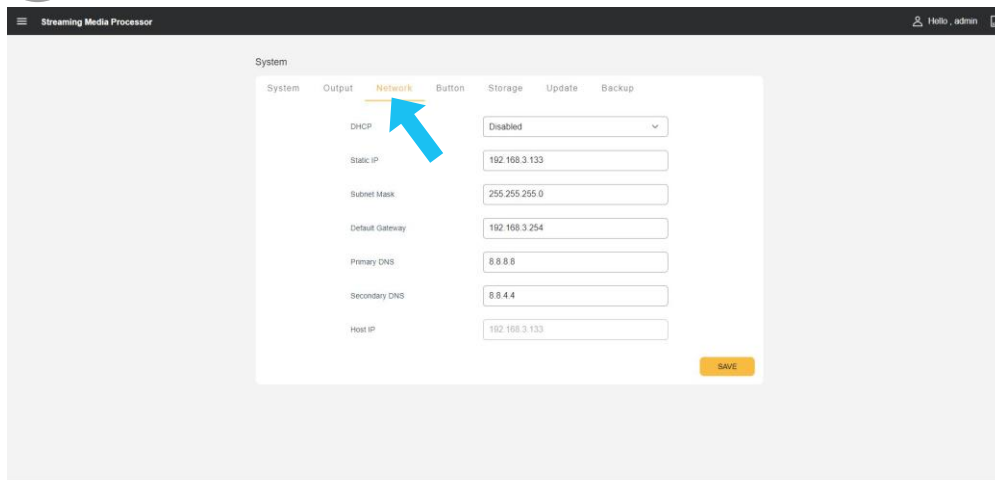 Streaming Media Processor Hello , admin
System
System Output Network Button Storage Update Backup
DHCP Disabled
Static IP 192.168.3.133
Subnet Mask 255.255.255.0
Default Gateway 192.168.3.254
Primary DNS 8.8.8.8
Secondary DNS 8.8.4.4
Host IP 192.168.3.133
SAVE